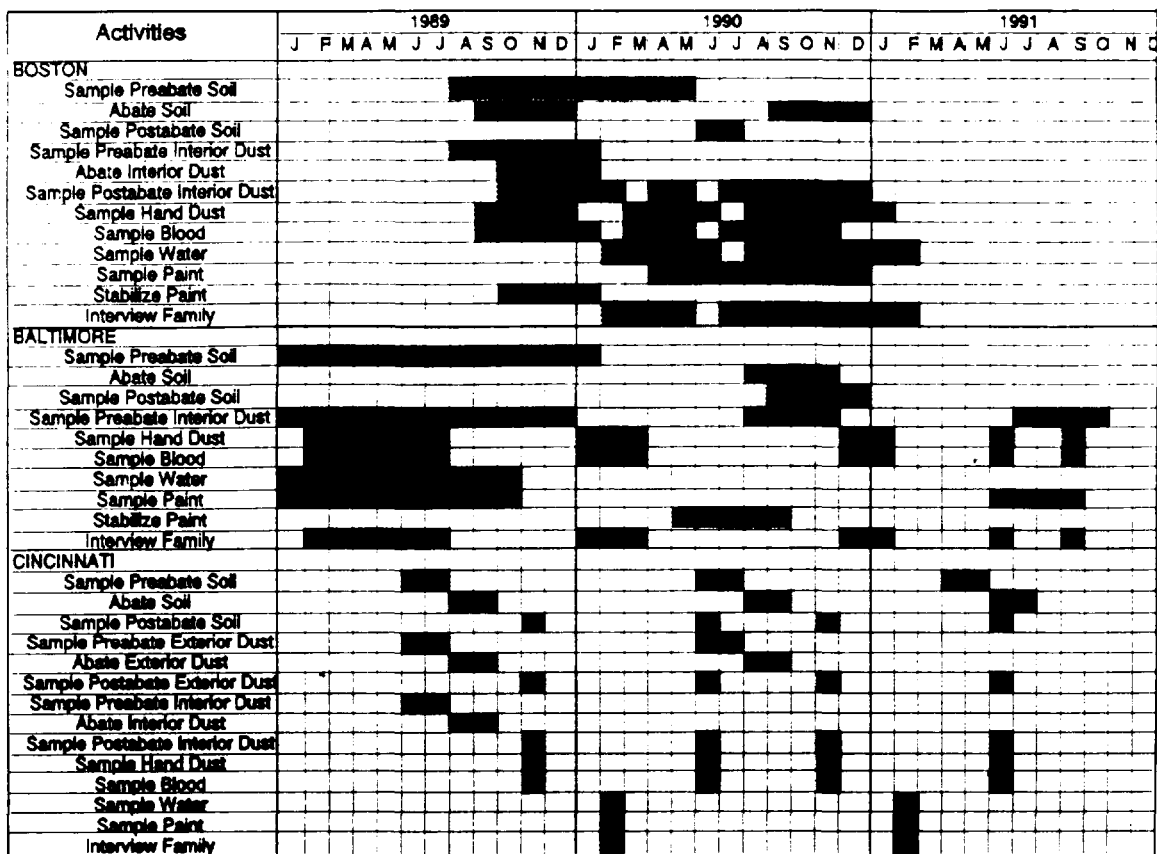 Activities
1989 1990 1991
J F M A M J J A S O N D J F M A M J J A S O N D J F M A M J J A S O N D
BOSTON
Sample Preabate Soil
Abate Soil
Sample Postabate Soil
Sample Preabate Interior Dust
Abate Interior Dust
Sample Postabate Interior Dust
Sample Hand Dust
Sample Blood
Sample Water
Sample Paint
Stabilize Paint
Interview Family
BALTIMORE
Sample Preabate Soil
Abate Soil
Sample Postabate Soil
Sample Preabate Interior Dust
Sample Hand Dust
Sample Blood
Sample Water
Sample Paint
Stabilize Paint
Interview Family
CINCINNATI
Sample Preabate Soil
Abate Soil
Sample Postabate Soil
Sample Preabate Exterior Dust
Abate Exterior Dust
Sample Postabate Exterior Dust
Sample Preabate Interior Dust
Abate Interior Dust
Sample Postabate Interior Dust
Sample Hand Dust
Sample Blood
Sample Water
Sample Paint
Interview Family